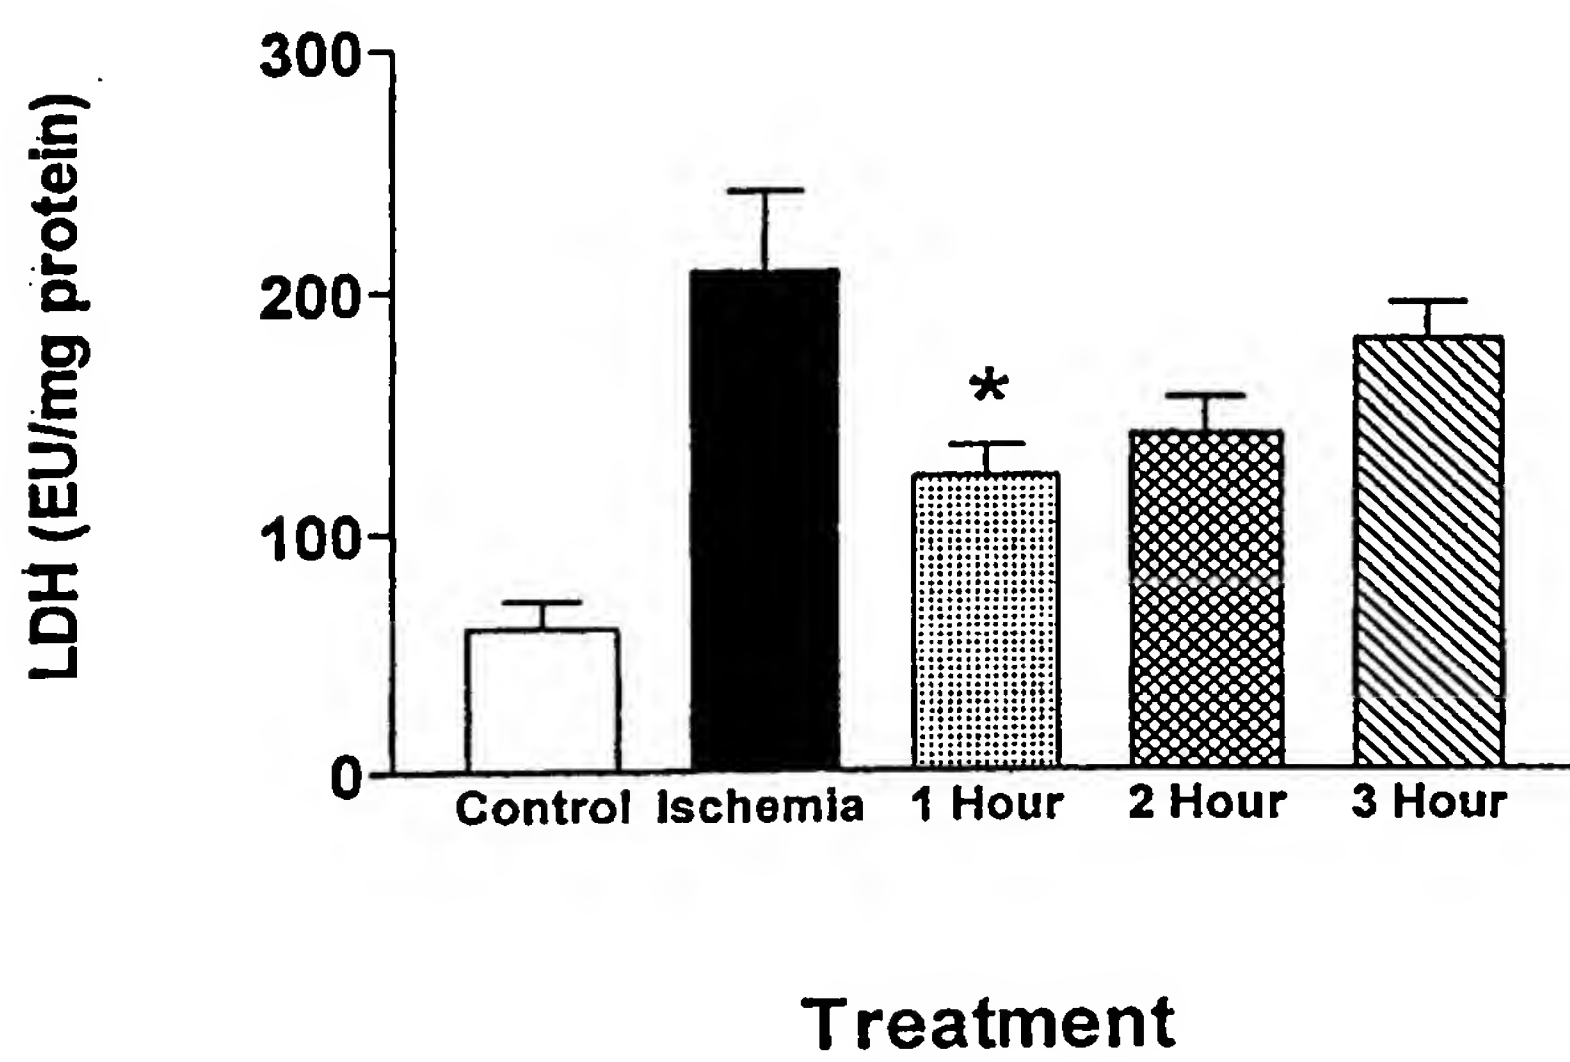 LDH (EU/mg protein)
300
200
100
0
*
Control Ischemia 1 Hour 2 Hour 3 Hour
Treatment